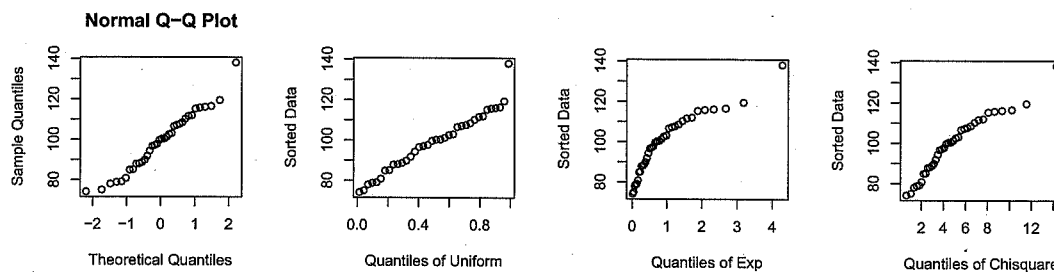 Normal Q−Q Plot
Sample Quantiles
80 100 120 140
−2 −1 0 1 2
Theoretical Quantiles
Sorted Data
80 100 120 140
0.0 0.4 0.8
Quantiles of Uniform
Sorted Data
80 100 120 140
0 1 2 3 4
Quantiles of Exp
Sorted Data
80 100 120 140
2 4 6 8 12
Quantiles of Chisquare